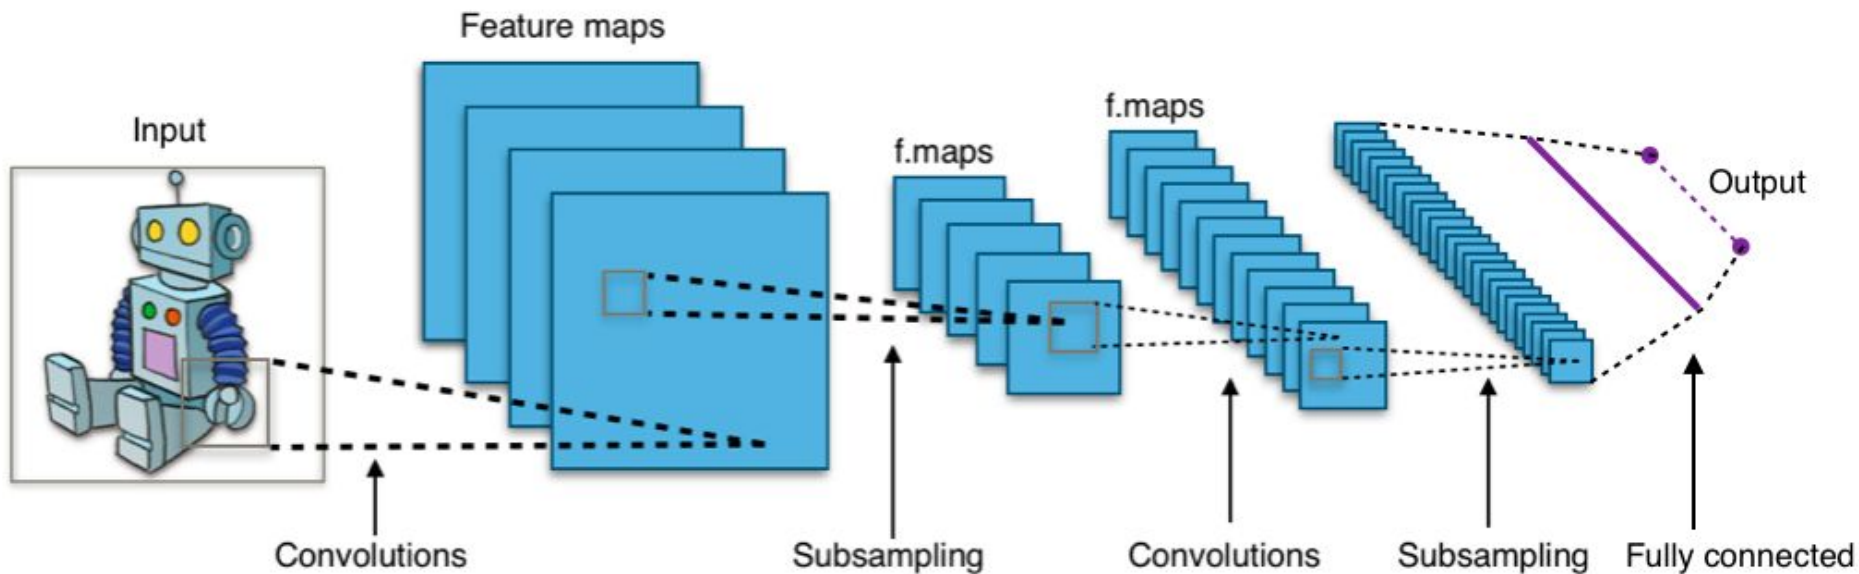 Feature maps
f.maps
Input
f.maps
Output
Convolutions
Subsampling
Convolutions
Subsampling
Fully connected